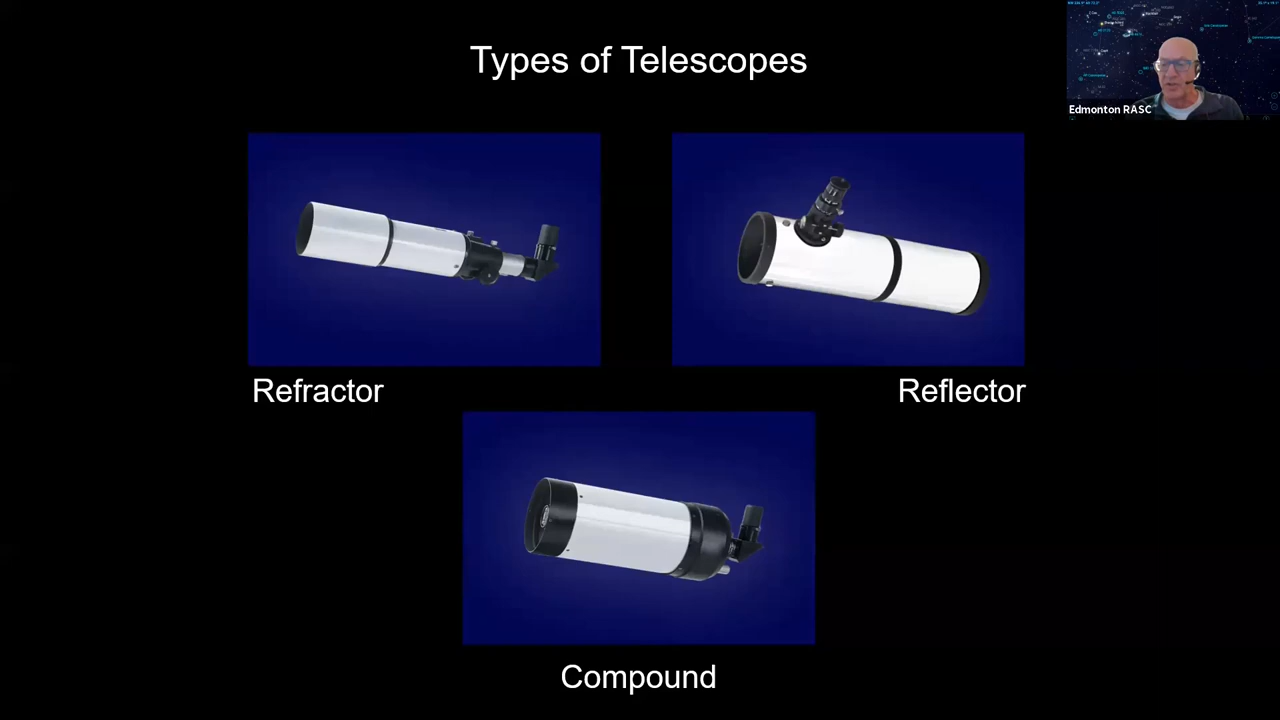 Types of Telescopes
Edmonton RASC
Refractor
Reflector
Compound